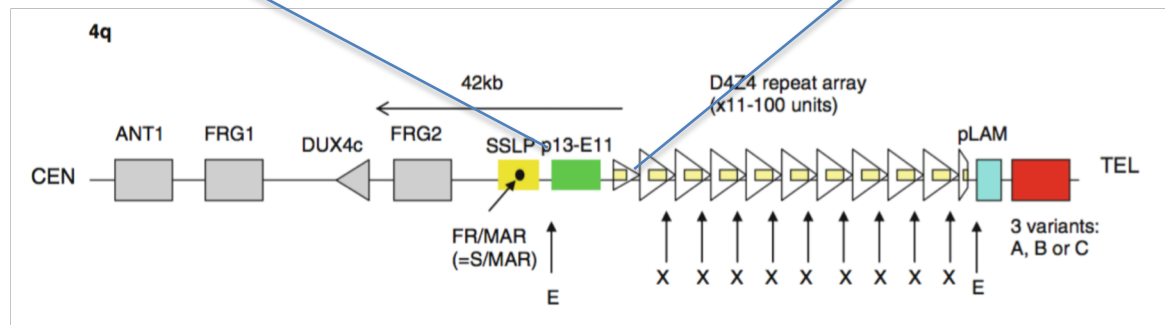 4q
42kb
D4Z4 repeat array
(x11-100 units)
ANT1
FRG1
DUX4c
FRG2
SSLP p13-E11
pLAM
CEN
TEL
FR/MAR
(=S/MAR)
3 variants:
A, B or C
X X X X X X X X X
E
E